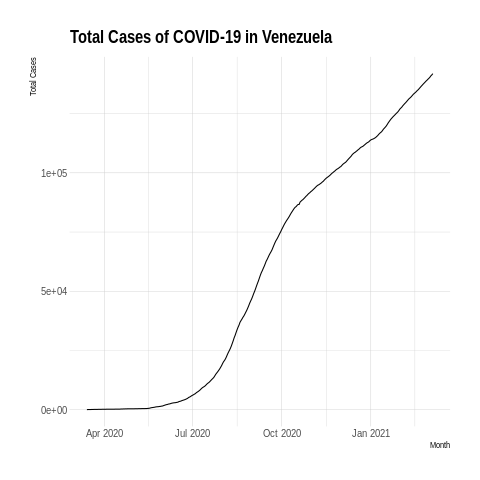 Total Cases of COVID-19 in Venezuela
Total Cases
1e+05
5e+04
0e+00
Apr 2020 Jul 2020 Oct 2020 Jan 2021
Month